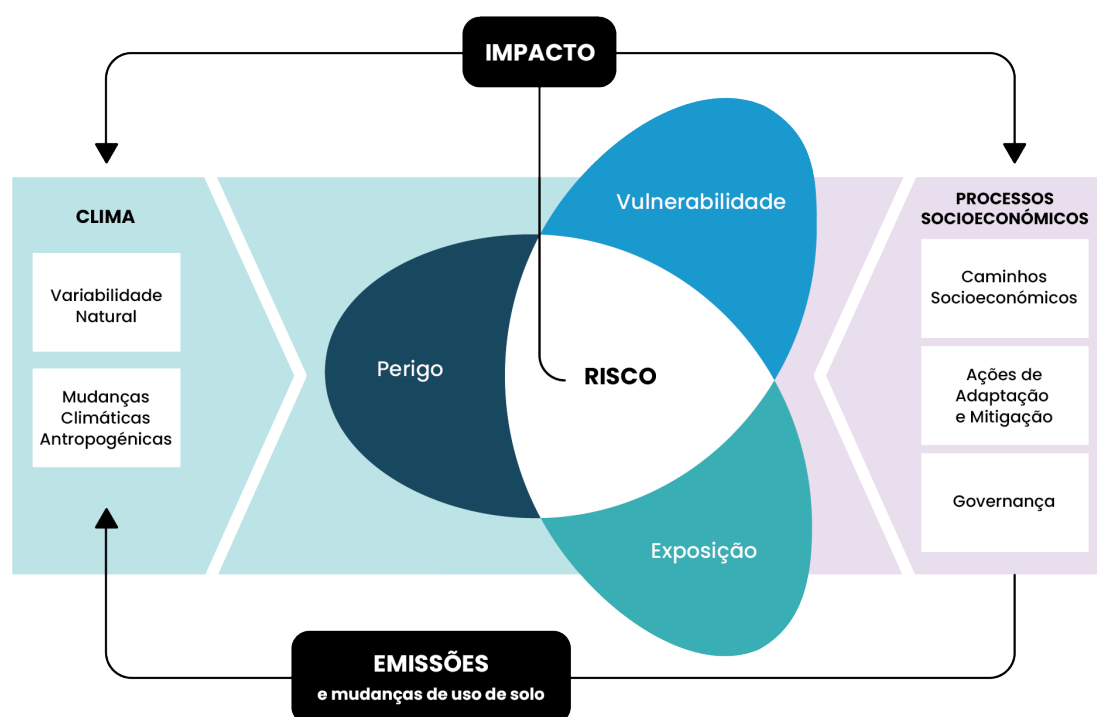 IMPACTO
CLIMA
Variabilidade
Natural
Mudanças
Climáticas
Antropogénicas
Vulnerabilidade
Perigo
RISCO
Exposição
PROCESSOS
SOCIOECONÓMICOS
Caminhos
Socioeconómicos
Ações de
Adaptação
e Mitigação
Governança
EMISSÕES
e mudanças de uso de solo